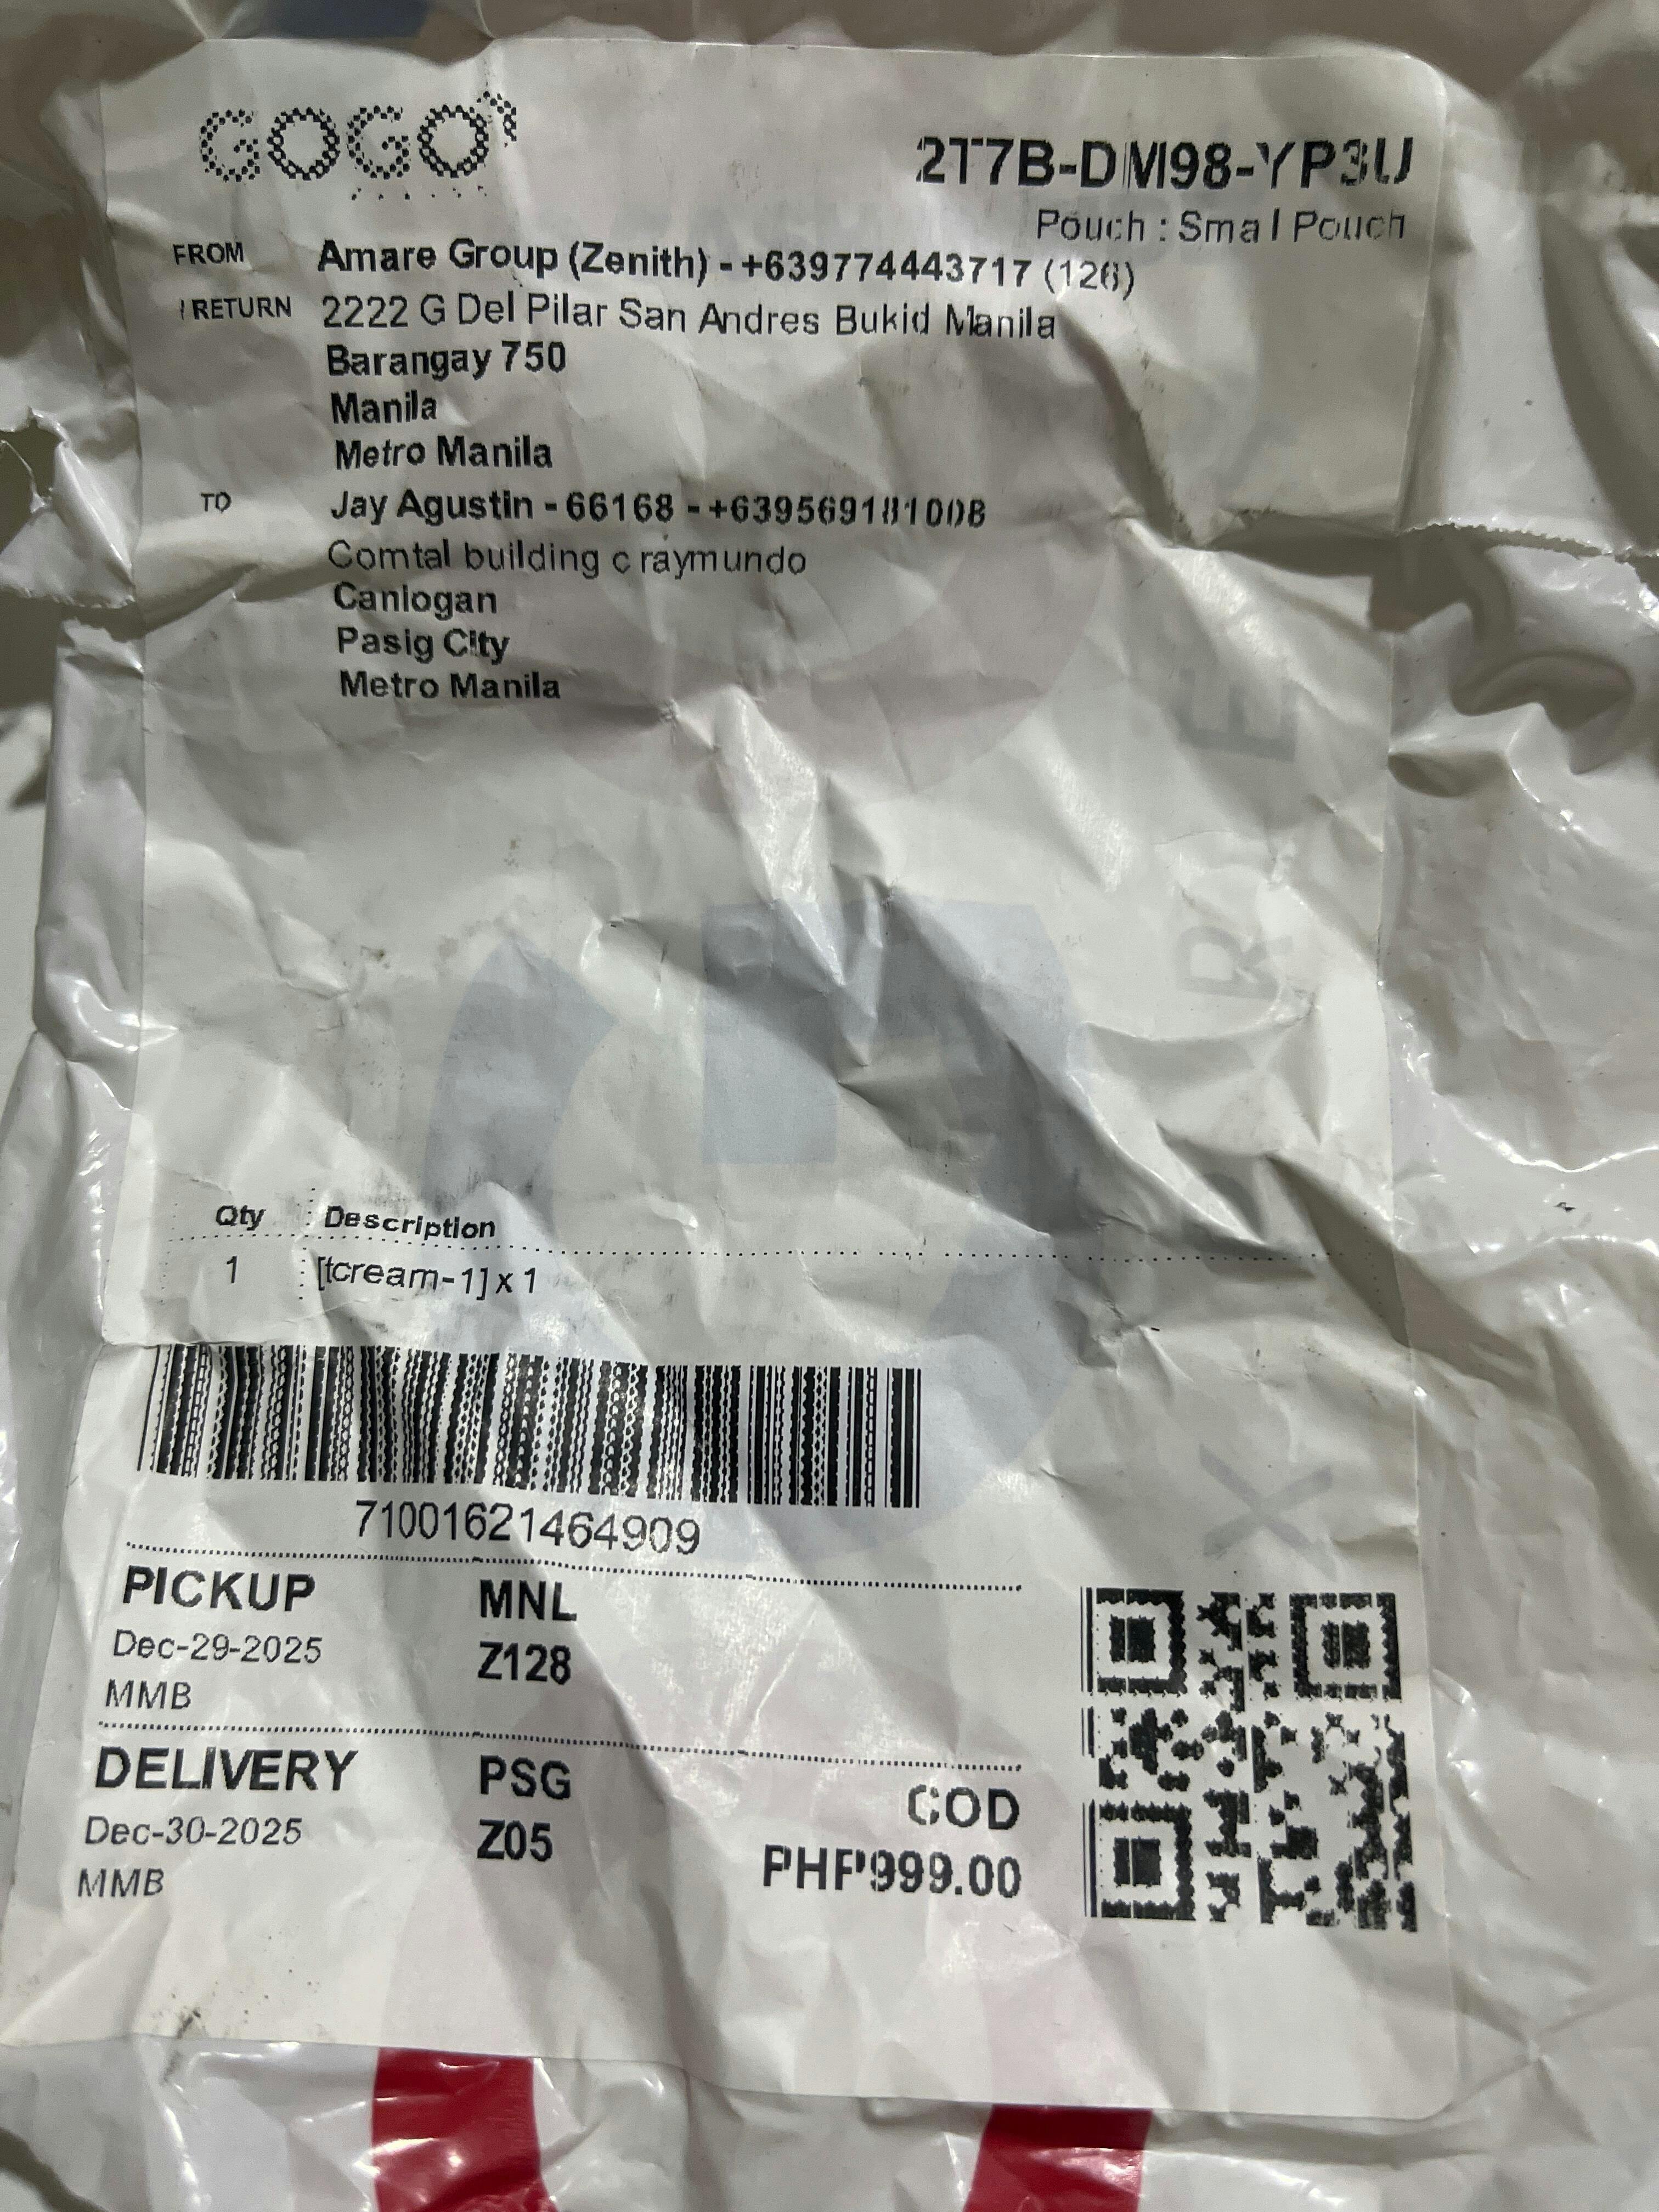 GOGO
2T7B-DM98-YP3U
Pouch : Small Pouch
FROM Amare Group (Zenith) - +639774443717 (126)
/ RETURN 2222 G Del Pilar San Andres Bukid Manila
Barangay 750
Manila
Metro Manila
TO Jay Agustin - 66168 - +639569181008
Comtal building c raymundo
Caniogan
Pasig City
Metro Manila
Qty Description
1 [tcream-1] x 1
71001621464909
PICKUP MNL
Dec-29-2025 Z128
MMB
DELIVERY PSG
Dec-30-2025 Z05
MMB
COD
PHP999.00